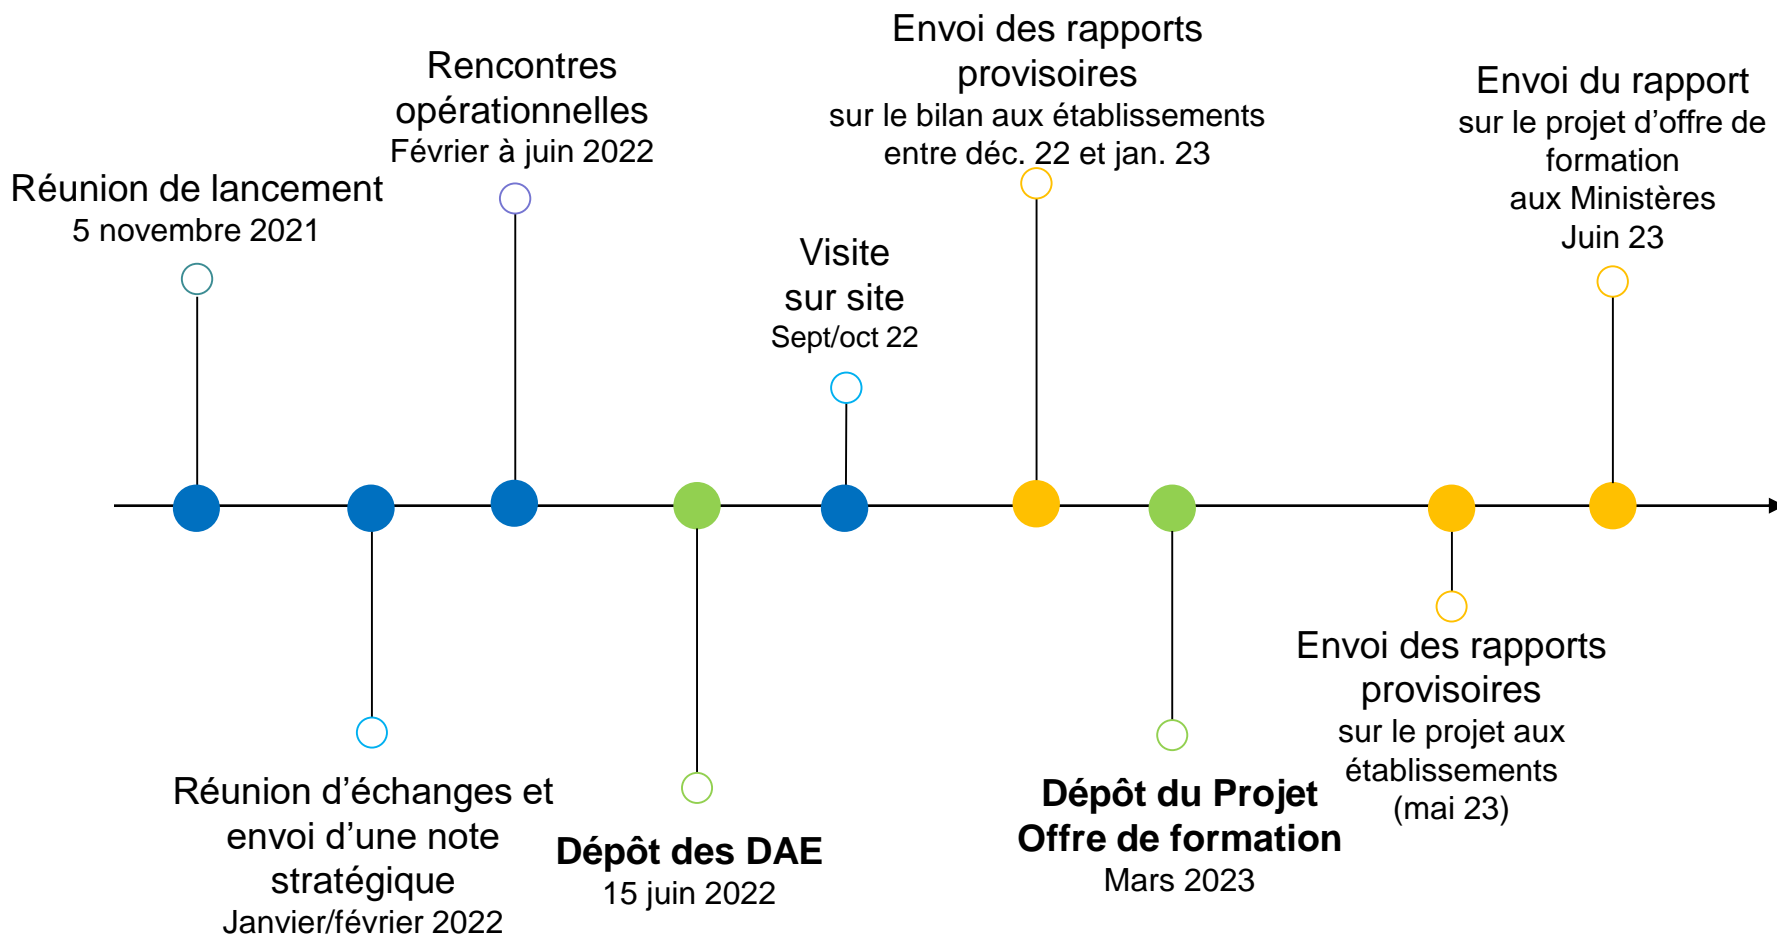 Réunion de lancement
5 novembre 2021
Réunion d’échanges et
envoi d’une note
stratégique
Janvier/février 2022
Rencontres
opérationnelles
Février à juin 2022
Dépôt des DAE
15 juin 2022
Visite
sur site
Sept/oct 22
Envoi des rapports
provisoires
sur le bilan aux établissements
entre déc. 22 et jan. 23
Dépôt du Projet
Offre de formation
Mars 2023
Envoi des rapports
provisoires
sur le projet aux
établissements
(mai 23)
Envoi du rapport
sur le projet d’offre de
formation
aux Ministères
Juin 23